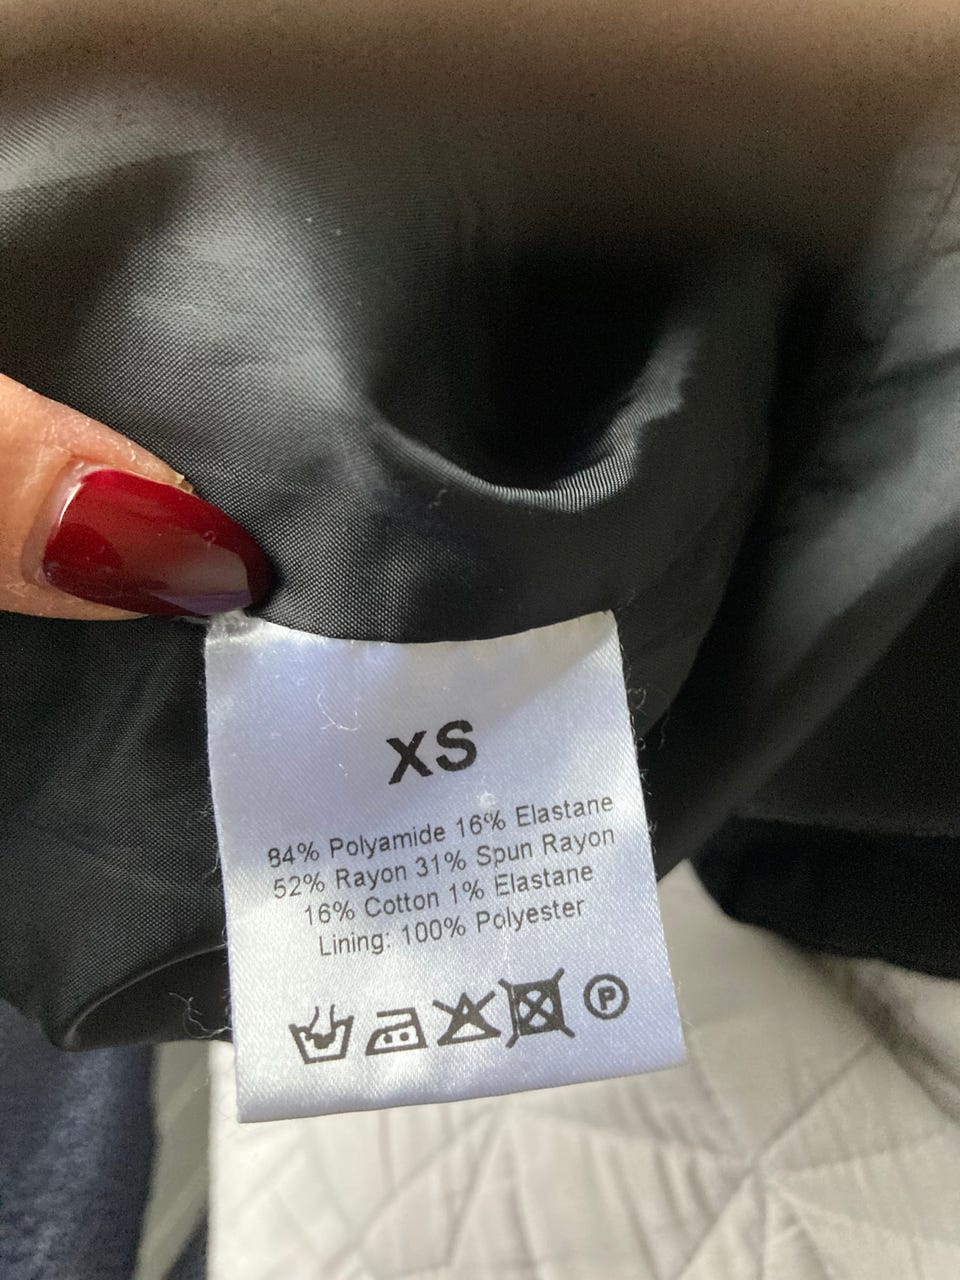 XS
84% Polyamide 16% Elastane
52% Rayon 31% Spun Rayon
16% Cotton 1% Elastane
Lining: 100% Polyester
P